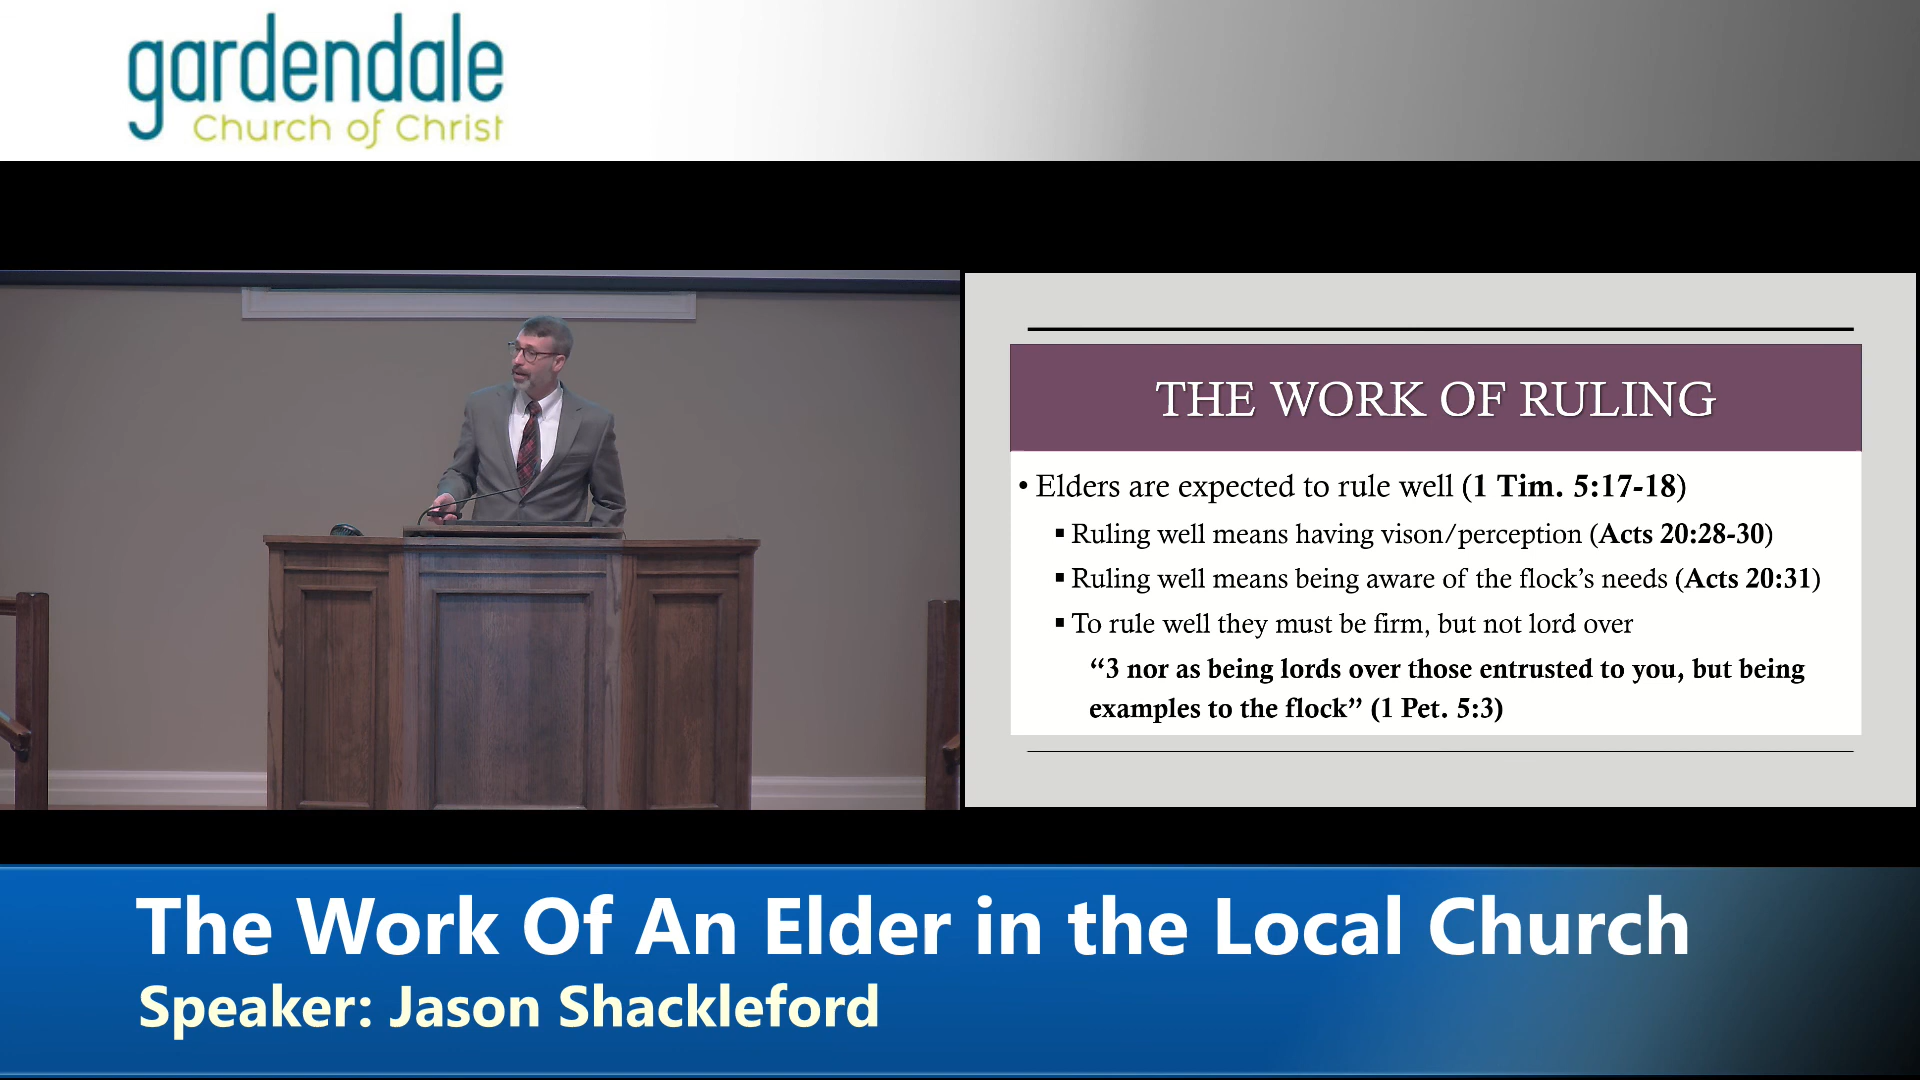 gardendale
Church of Christ
THE WORK OF RULING
• Elders are expected to rule well (1 Tim. 5:17-18)
▪ Ruling well means having vison/perception (Acts 20:28-30)
▪ Ruling well means being aware of the flock’s needs (Acts 20:31)
▪ To rule well they must be firm, but not lord over
“3 nor as being lords over those entrusted to you, but being
examples to the flock” (1 Pet. 5:3)
The Work Of An Elder in the Local Church
Speaker: Jason Shackleford